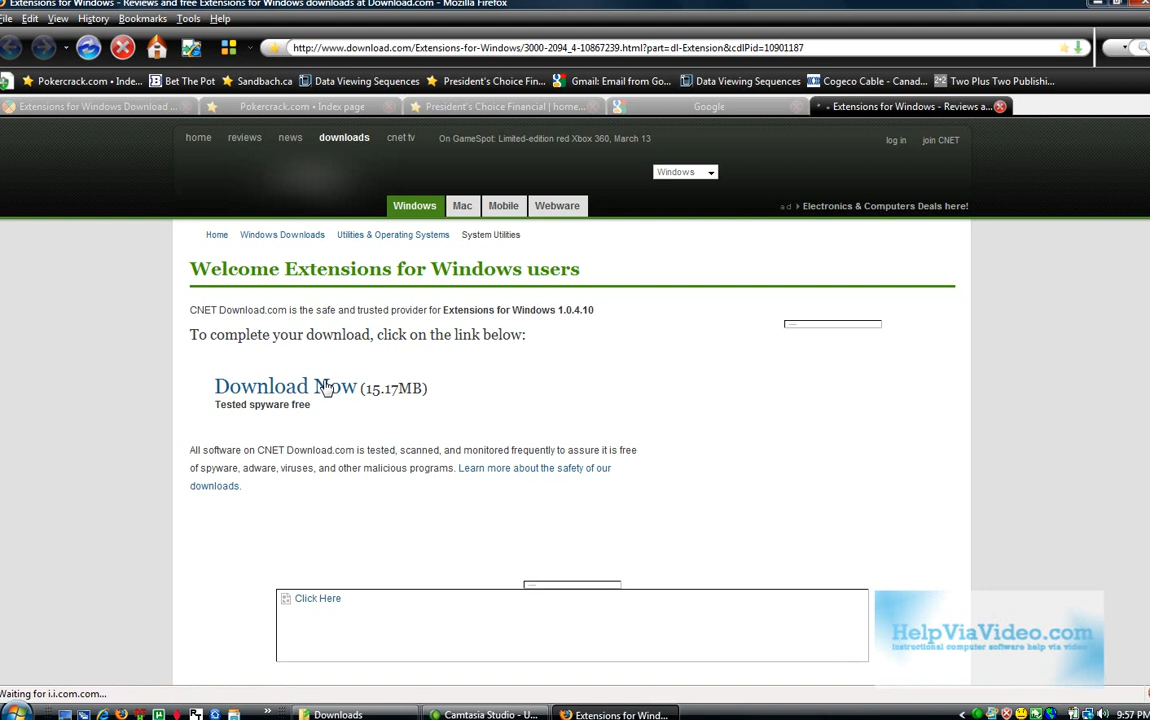 Extensions for Windows - Reviews and free Extensions for Windows downloads at Download.com - Mozilla Firefox
File Edit View History Bookmarks Tools Help
http://www.download.com/Extensions-for-Windows/3000-2094_4-10867239.html?part=dl-Extension&cdlPid=10901187
Pokercrack.com • Inde... Bet The Pot Sandbach.ca Data Viewing Sequences President's Choice Fin... Gmail: Email from Go... Data Viewing Sequences Cogeco Cable - Canad... Two Plus Two Publishi...
Extensions for Windows Download ... Pokercrack.com • Index page President's Choice Financial | home... Google Extensions for Windows - Reviews a...
home reviews news downloads cnet tv On GameSpot: Limited-edition red Xbox 360, March 13
log in join CNET
Windows
Windows Mac Mobile Webware
ad Electronics & Computers Deals here!
Home Windows Downloads Utilities & Operating Systems System Utilities
Welcome Extensions for Windows users
CNET Download.com is the safe and trusted provider for Extensions for Windows 1.0.4.10
To complete your download, click on the link below:
Download Now (15.17MB)
Tested spyware free
All software on CNET Download.com is tested, scanned, and monitored frequently to assure it is free
of spyware, adware, viruses, and other malicious programs. Learn more about the safety of our
downloads.
Click Here
HelpViaVideo.com
instructional computer software help via video
Waiting for i.i.com.com...
Downloads Camtasia Studio - U... Extensions for Wind... 9:57 PM